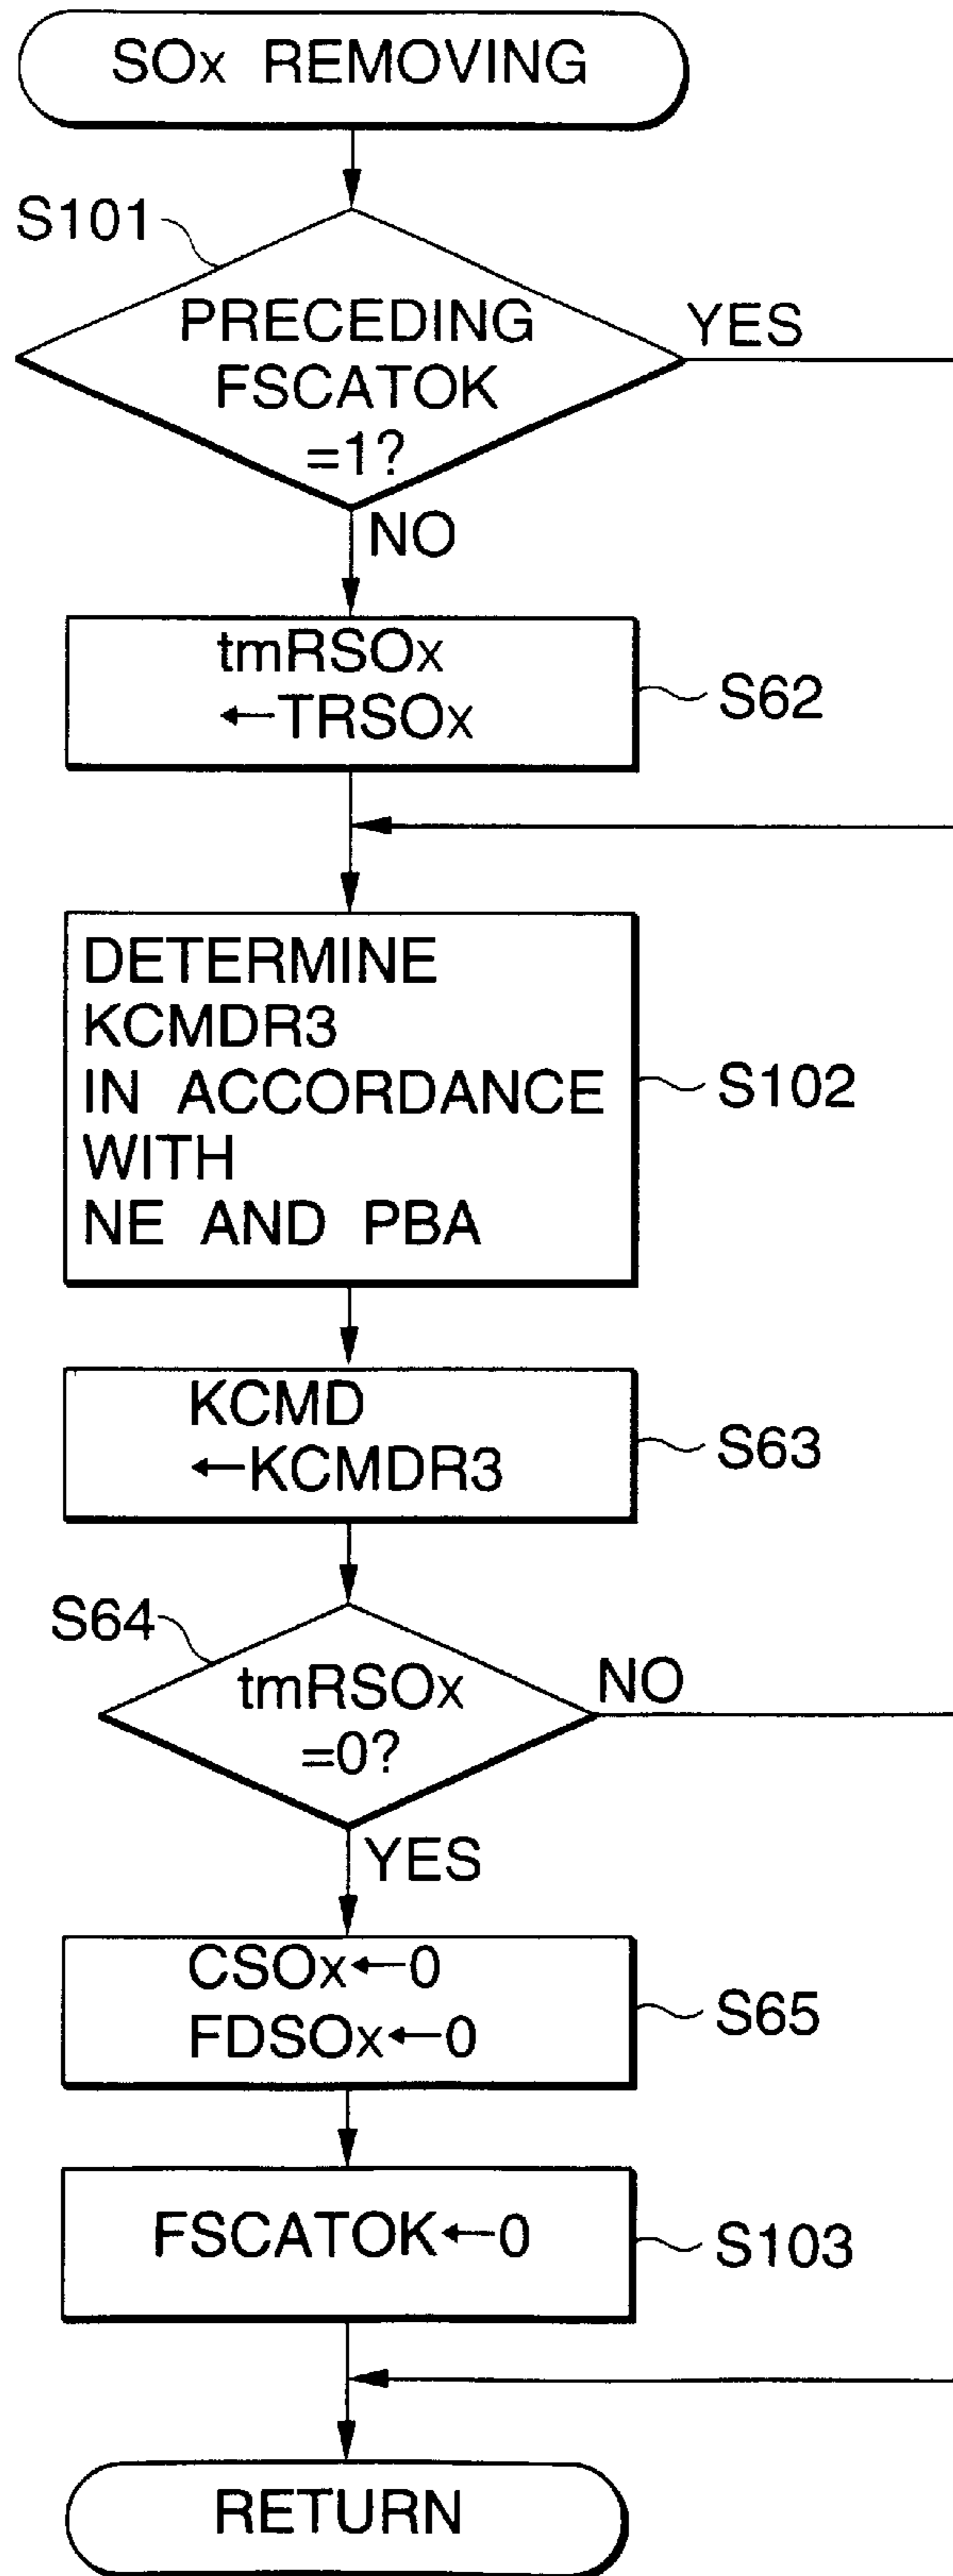 SOx REMOVING
S101
PRECEDING
FSCATOK
=1?
YES
NO
tmRSOx
←TRSOx
S62
DETERMINE
KCMDR3
IN ACCORDANCE
WITH
NE AND PBA
S102
KCMD
←KCMDR3
S63
S64
tmRSOx
=0?
NO
YES
CSOx←0
FDSOx←0
S65
FSCATOK←0
S103
RETURN